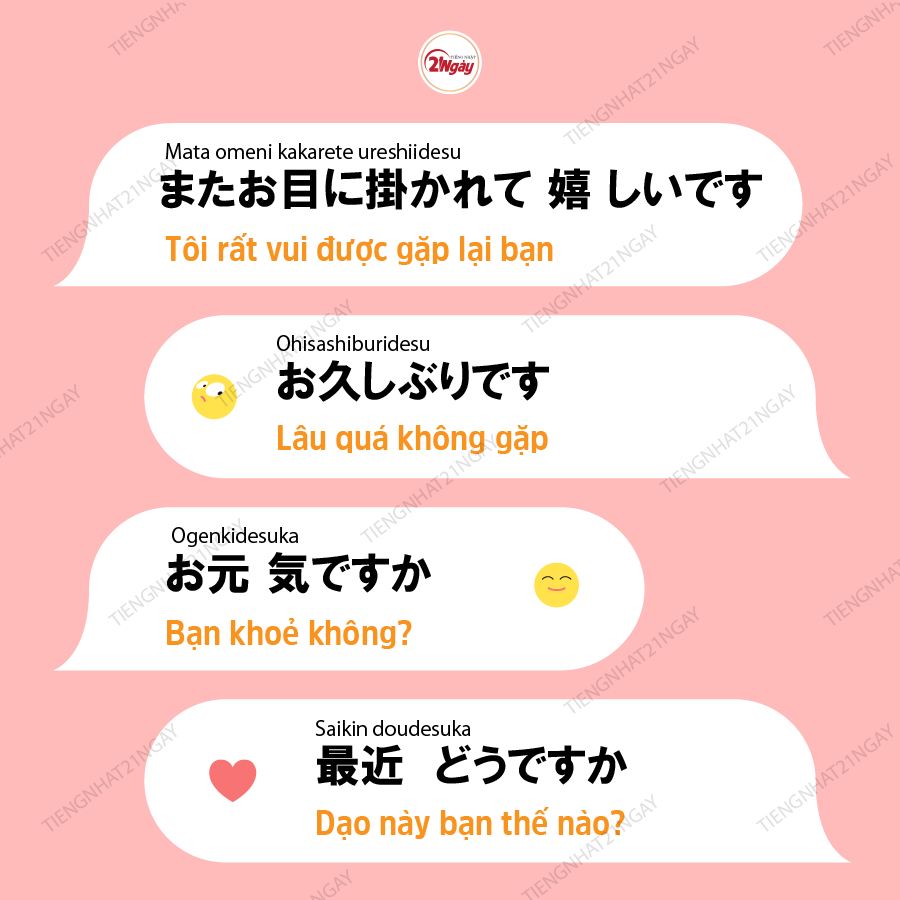 TIẾNG NHẬT
21Ngày
Mata omeni kakarete ureshiidesu
またお目に掛かれて 嬉 しいです
Tôi rất vui được gặp lại bạn
Ohisashiburidesu
お久しぶりです
Lâu quá không gặp
Ogenkidesuka
お元 気ですか
Bạn khoẻ không?
Saikin doudesuka
最近 どうですか
Dạo này bạn thế nào?
TIENGNHAT21NGAY